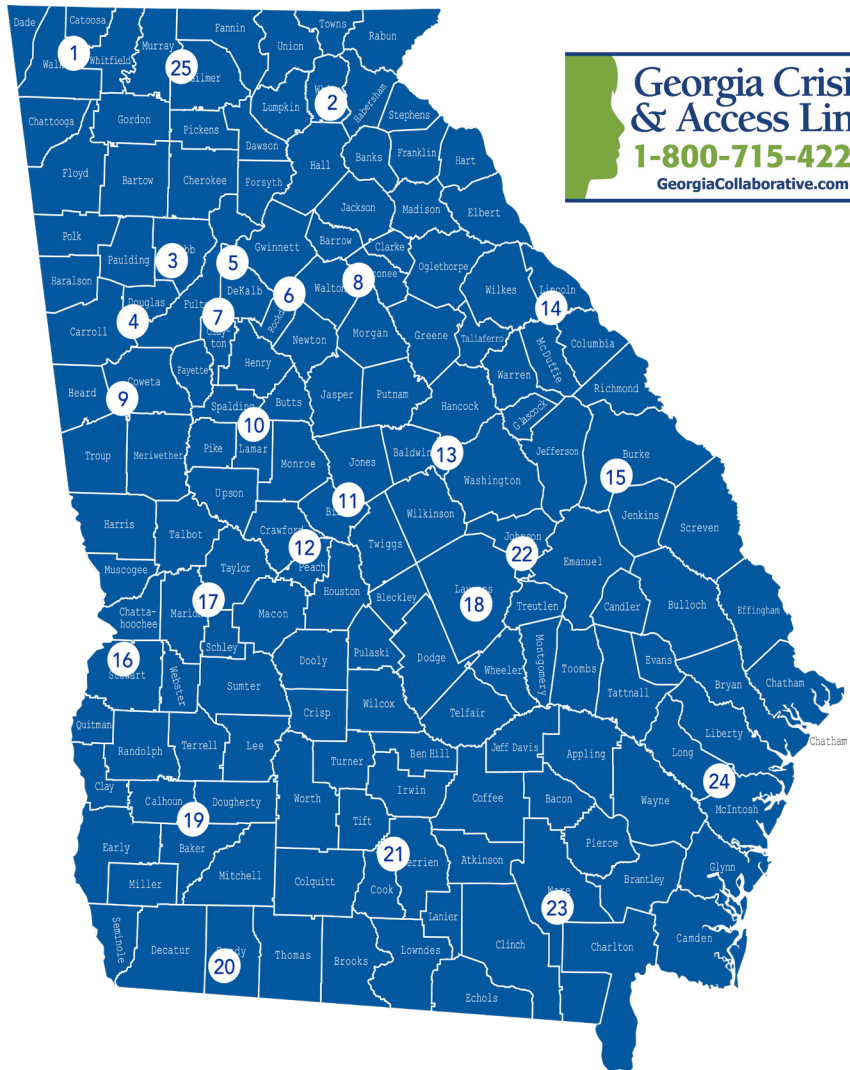 Dade
Catoosa
Fannin
Towns
Rabun
Union
Murray
Whitfield
1
25
2
Lumpkin
Habersham
Stephens
Chattooga
Gordon
Pickens
Dawson
Hall
Banks
Franklin
Hart
Floyd
Bartow
Cherokee
Forsyth
Jackson
Madison
Elbert
Georgia Crisi
& Access Lin
1-800-715-422
GeorgiaCollaborative.com
Polk
Paulding
3
5
Gwinnett
Barrow
Clarke
Oglethorpe
Haralson
DeKalb
6
Walton
8
Wilkes
Lincoln
14
Douglas
4
7
Carroll
Newton
Morgan
Greene
Taliaferro
McDuffie
Columbia
Henry
Fayette
Warren
Richmond
Heard
Coweta
9
Spalding
Butts
Jasper
Putnam
Hancock
Glascock
10
Troup
Meriwether
Pike
Lamar
Monroe
Jones
Baldwin
13
Washington
Jefferson
Burke
15
Upson
11
Wilkinson
Harris
Talbot
Crawford
12
Peach
Twiggs
Johnson
22
Emanuel
Jenkins
Screven
Muscogee
Taylor
Houston
Bleckley
Laurens
18
Treutlen
Candler
Bulloch
Effingham
Chatta-
hoochee
Marion
17
Macon
Schley
Dooly
Pulaski
Dodge
Wheeler
Montgomery
Toombs
Evans
Tattnall
Bryan
Chatham
16
Stewart
Webster
Sumter
Crisp
Wilcox
Telfair
Quitman
Randolph
Terrell
Lee
Turner
Ben Hill
Jeff Davis
Appling
Long
Liberty
Chatham
Clay
Calhoun
Dougherty
Worth
Irwin
Coffee
Bacon
Wayne
24
McIntosh
19
Tift
Early
Baker
Mitchell
21
Atkinson
Pierce
Glynn
Miller
Colquitt
Cook
Ware
23
Brantley
Seminole
Decatur
20
Thomas
Brooks
Lanier
Lowndes
Clinch
Charlton
Camden
Echols